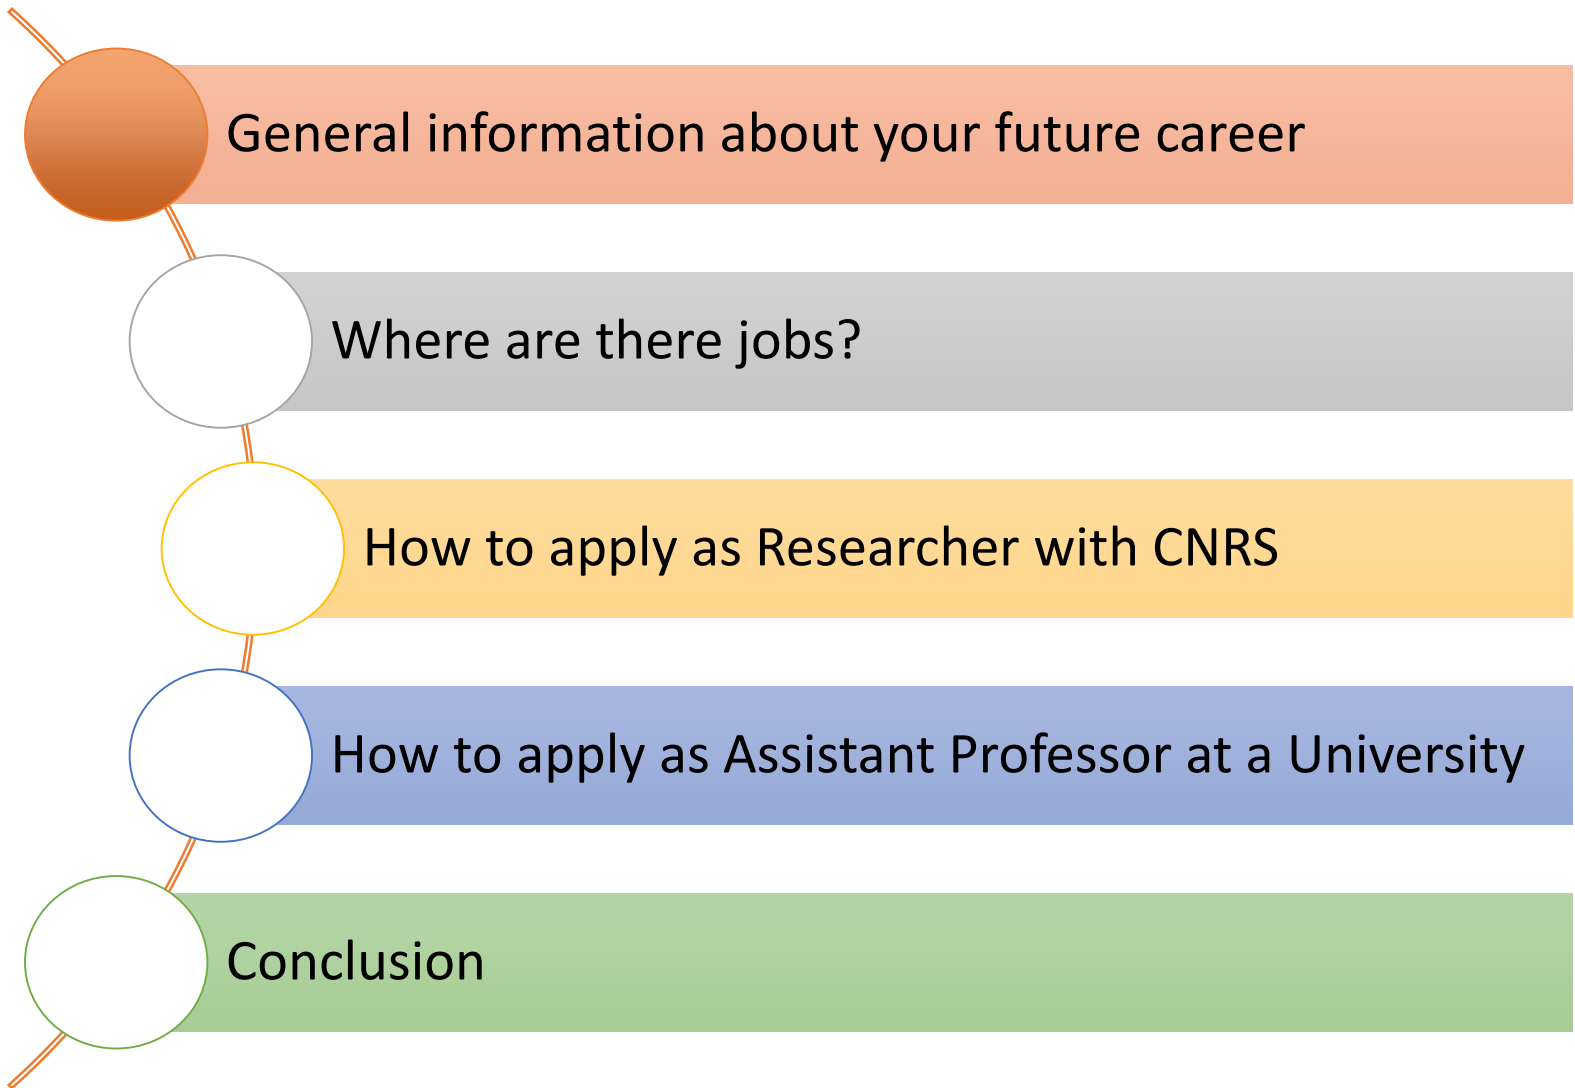 General information about your future career
Where are there jobs?
How to apply as Researcher with CNRS
How to apply as Assistant Professor at a University
Conclusion